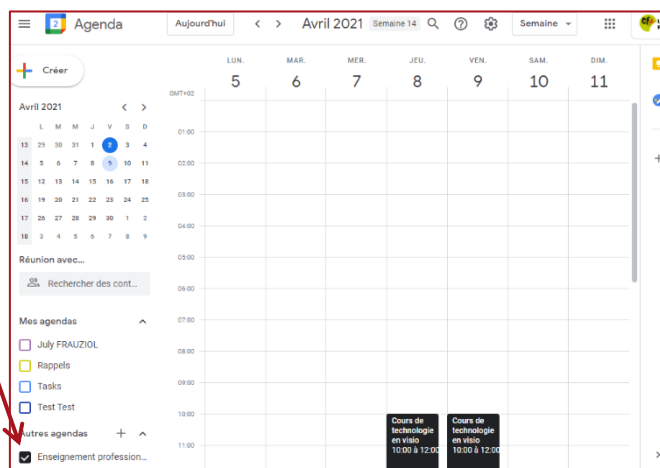 2 Agenda Aujourd'hui < > Avril 2021 Semaine 14 Semaine
Créer
Avril 2021 < >
L M M J V S D
13 29 30 31 1 2 3 4
14 5 6 7 8 9 10 11
15 12 13 14 15 16 17 18
16 19 20 21 22 23 24 25
17 26 27 28 29 30 1 2
18 3 4 5 6 7 8 9
Réunion avec...
Rechercher des cont...
Mes agendas
July FRAUZIOL
Rappels
Tasks
Test Test
Autres agendas +
Enseignement profession...
LUN. MAR. MER. JEU. VEN. SAM. DIM.
5 6 7 8 9 10 11
GMT+02
01:00
02:00
03:00
04:00
05:00
06:00
07:00
08:00
09:00
10:00
11:00
Cours de
technologie
en visio
10:00 à 12:00
Cours de
technologie
en visio
10:00 à 12:00